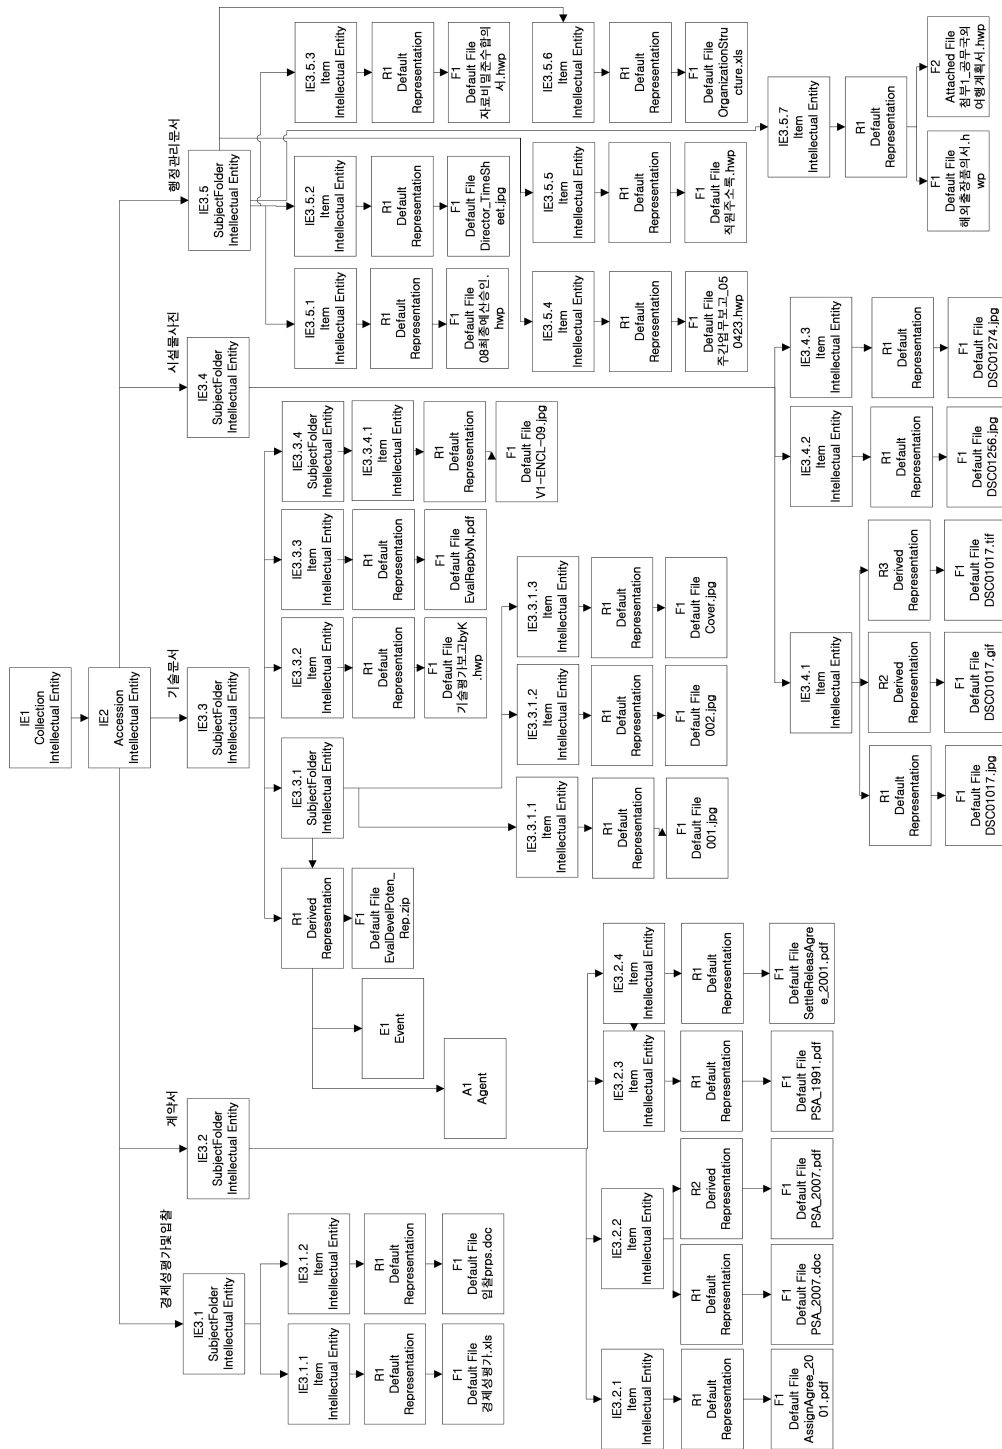 IE1
Collection
Intellectual Entity
IE2
Accession
Intellectual Entity
경제성평가및입찰
IE3.1
SubjectFolder
Intellectual Entity
IE3.1.1
Item
Intellectual Entity
R1
Default
Representation
F1
Default File
경제성평가.xls
IE3.1.2
Item
Intellectual Entity
R1
Default
Representation
F1
Default File
입찰prps.doc
계약서
IE3.2
SubjectFolder
Intellectual Entity
IE3.2.1
Item
Intellectual Entity
R1
Default
Representation
F1
Default File
AssignAgree_20
01.pdf
IE3.2.2
Item
Intellectual Entity
R1
Default
Representation
F1
Default File
PSA_2007.doc
R2
Derived
Representation
F1
Default File
PSA_2007.pdf
IE3.2.3
Item
Intellectual Entity
R1
Default
Representation
F1
Default File
PSA_1991.pdf
IE3.2.4
Item
Intellectual Entity
R1
Default
Representation
F1
Default File
SettleReleasAgre
e_2001.pdf
기술문서
IE3.3
SubjectFolder
Intellectual Entity
R1
Derived
Representation
F1
Default File
EvalDevelPoten_
Rep.zip
E1
Event
A1
Agent
IE3.3.1
SubjectFolder
Intellectual Entity
IE3.3.1.1
Item
Intellectual Entity
R1
Default
Representation
F1
Default File
001.jpg
IE3.3.1.2
Item
Intellectual Entity
R1
Default
Representation
F1
Default File
002.jpg
IE3.3.1.3
Item
Intellectual Entity
R1
Default
Representation
F1
Default File
Cover.jpg
IE3.3.2
Item
Intellectual Entity
R1
Default
Representation
F1
Default File
기술평가보고byK
.hwp
IE3.3.3
Item
Intellectual Entity
R1
Default
Representation
F1
Default File
EvalRepbyN.pdf
IE3.3.4
SubjectFolder
Intellectual Entity
IE3.3.4.1
Item
Intellectual Entity
R1
Default
Representation
F1
Default File
V1-ENCL-09.jpg
시설물사진
IE3.4
SubjectFolder
Intellectual Entity
IE3.4.1
Item
Intellectual Entity
R1
Default
Representation
F1
Default File
DSC01017.jpg
R2
Derived
Representation
F1
Default File
DSC01017.gif
R3
Derived
Representation
F1
Default File
DSC01017.tif
IE3.4.2
Item
Intellectual Entity
R1
Default
Representation
F1
Default File
DSC01256.jpg
IE3.4.3
Item
Intellectual Entity
R1
Default
Representation
F1
Default File
DSC01274.jpg
행정관리문서
IE3.5
SubjectFolder
Intellectual Entity
IE3.5.1
Item
Intellectual Entity
R1
Default
Representation
F1
Default File
08최종예산승인.
hwp
IE3.5.2
Item
Intellectual Entity
R1
Default
Representation
F1
Default File
Director_TimeSh
eet.jpg
IE3.5.3
Item
Intellectual Entity
R1
Default
Representation
F1
Default File
자료비밀준수합의
서.hwp
IE3.5.4
Item
Intellectual Entity
R1
Default
Representation
F1
Default File
주간업무보고_05
0423.hwp
IE3.5.5
Item
Intellectual Entity
R1
Default
Representation
F1
Default File
직원주소록.hwp
IE3.5.6
Item
Intellectual Entity
R1
Default
Representation
F1
Default File
OrganizationStru
cture.xls
IE3.5.7
Item
Intellectual Entity
R1
Default
Representation
F1
Default File
해외출장품의서.h
wp
F2
Attached File
첨부1_공무국외
여행계획서.hwp